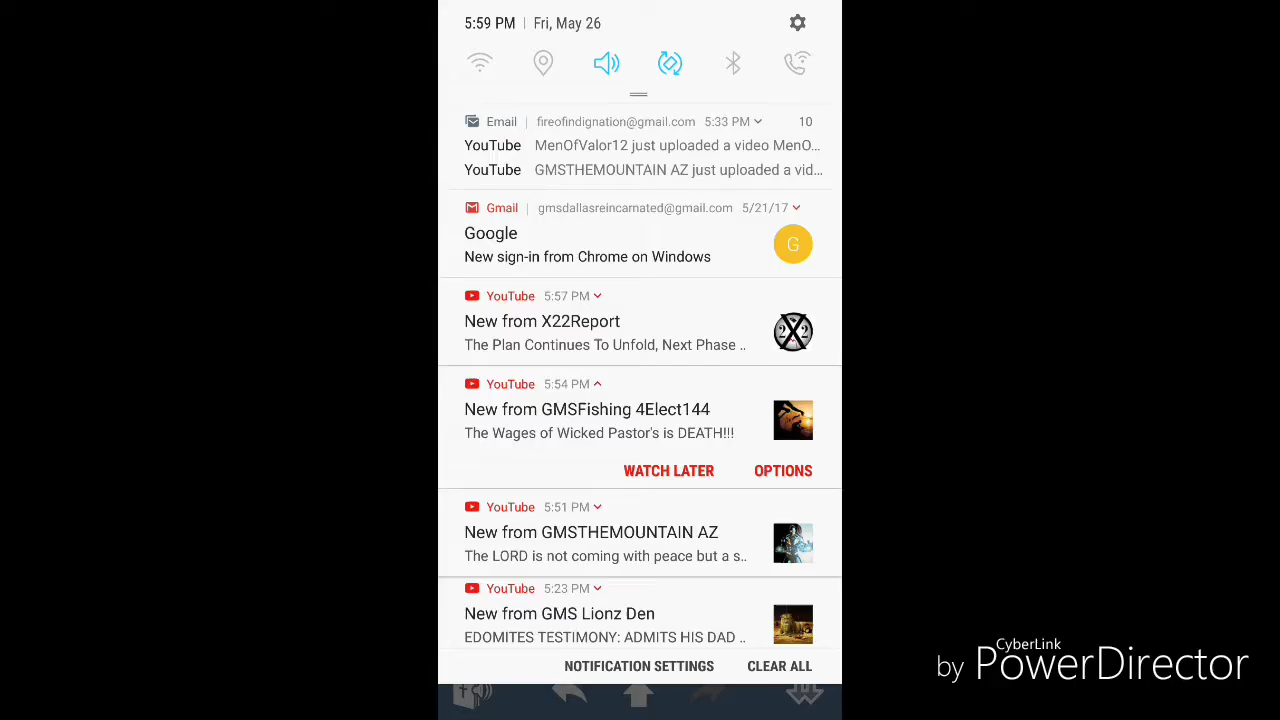 5:59 PM | Fri, May 26
Email | fireofindignation@gmail.com 5:33 PM 10
YouTube MenOfValor12 just uploaded a video MenO...
YouTube GMSTHEMOUNTAIN AZ just uploaded a vid...
Gmail | gmsdallasreincarnated@gmail.com 5/21/17
Google
G
New sign-in from Chrome on Windows
YouTube 5:57 PM
New from X22Report
X22
The Plan Continues To Unfold, Next Phase ..
YouTube 5:54 PM
New from GMSFishing 4Elect144
The Wages of Wicked Pastor's is DEATH!!!
WATCH LATER OPTIONS
YouTube 5:51 PM
New from GMSTHEMOUNTAIN AZ
The LORD is not coming with peace but a s..
YouTube 5:23 PM
New from GMS Lionz Den
EDOMITES TESTIMONY: ADMITS HIS DAD ..
NOTIFICATION SETTINGS CLEAR ALL
CyberLink
by PowerDirector